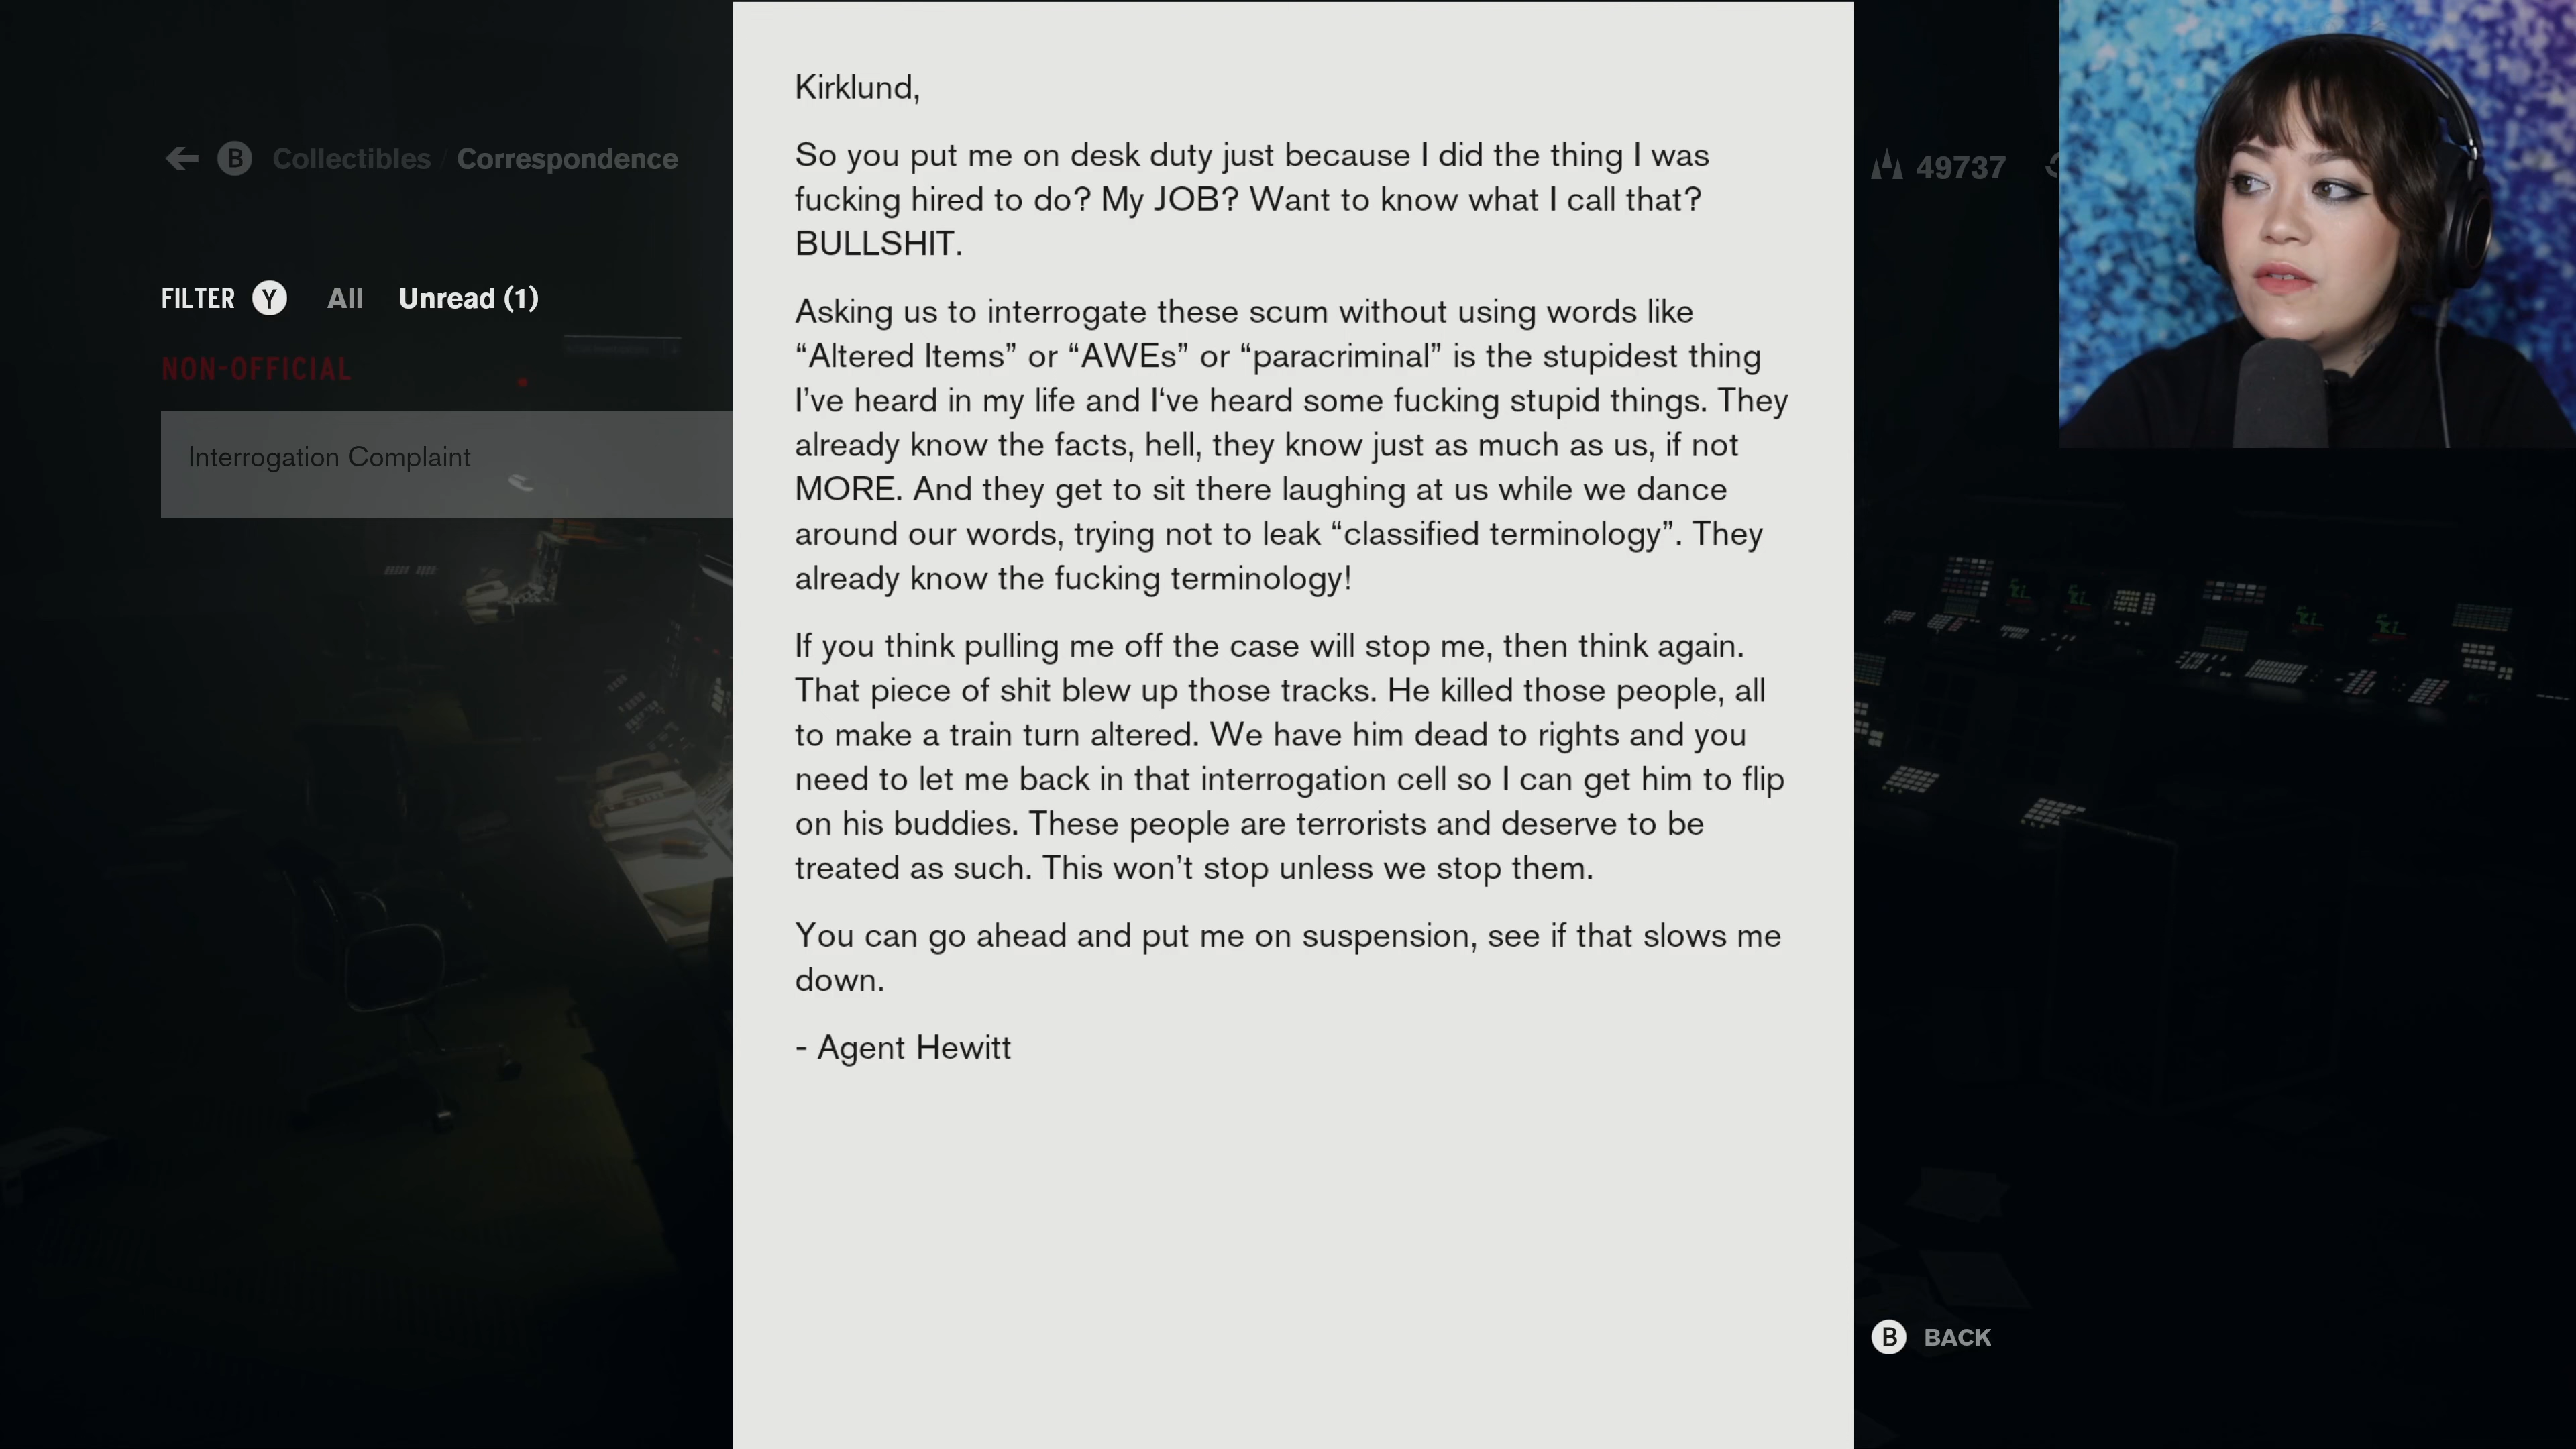 B Collectibles / Correspondence
49737
FILTER Y All Unread (1)
NON-OFFICIAL
Interrogation Complaint
Kirklund,
So you put me on desk duty just because I did the thing I was
fucking hired to do? My JOB? Want to know what I call that?
BULLSHIT.
Asking us to interrogate these scum without using words like
“Altered Items” or “AWEs” or “paracriminal” is the stupidest thing
I’ve heard in my life and I‘ve heard some fucking stupid things. They
already know the facts, hell, they know just as much as us, if not
MORE. And they get to sit there laughing at us while we dance
around our words, trying not to leak “classified terminology”. They
already know the fucking terminology!
If you think pulling me off the case will stop me, then think again.
That piece of shit blew up those tracks. He killed those people, all
to make a train turn altered. We have him dead to rights and you
need to let me back in that interrogation cell so I can get him to flip
on his buddies. These people are terrorists and deserve to be
treated as such. This won’t stop unless we stop them.
You can go ahead and put me on suspension, see if that slows me
down.
- Agent Hewitt
B BACK